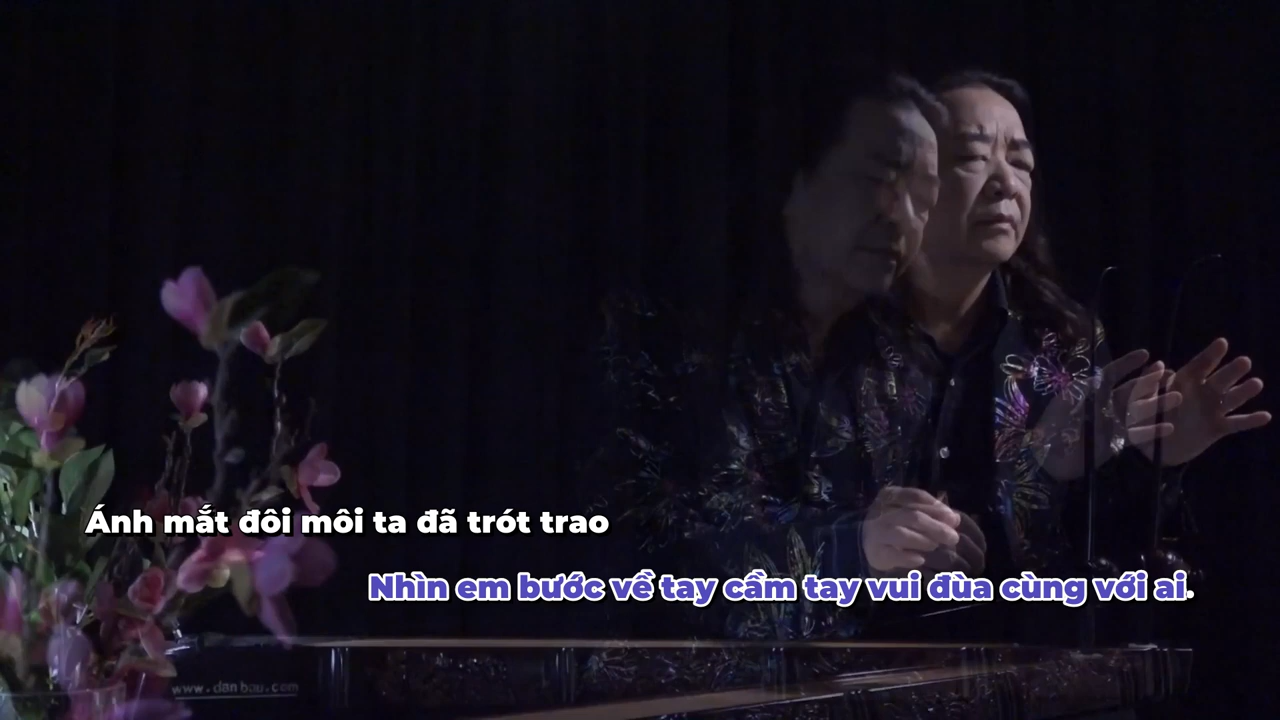 Ánh mắt đôi môi ta đã trót trao
Nhìn em bước về tay cầm tay vui đùa cùng với ai.
www.danbau.com